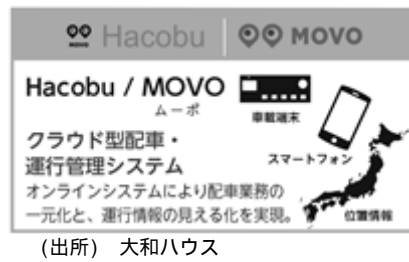 MOVO Hacobu MOVO
Hacobu / MOVO
ムーボ
車載端末
クラウド型配車・
運行管理システム
スマートフォン
オンラインシステムにより配車業務の
一元化と、運行情報の見える化を実現。
位置情報
（出所） 大和ハウス